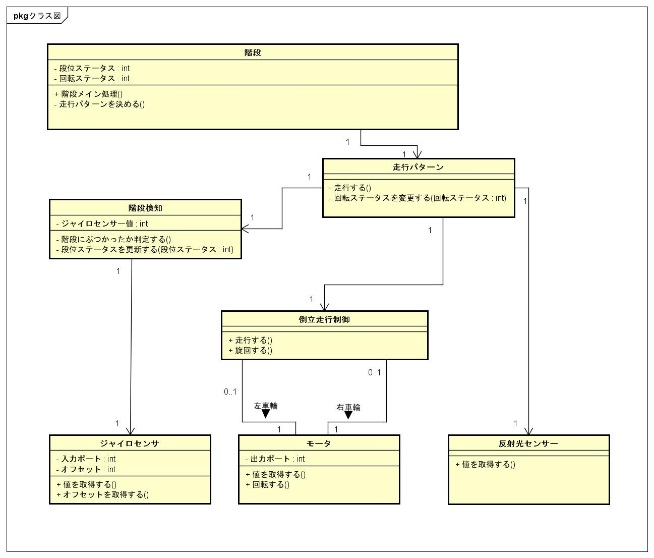 pkgクラス図
階段
- 段位ステータス : int
- 回転ステータス : int
+ 階段メイン処理()
- 走行パターンを決める()
1
1
走行パターン
- 走行する()
- 回転ステータスを変更する(回転ステータス : int)
1
1
1
1
階段検知
- ジャイロセンサー値 : int
- 階段にぶつかったか判定する()
- 段位ステータスを更新する(段位ステータス : int)
1
1
倒立走行制御
+ 走行する()
+ 旋回する()
0..1
0..1
左車輪
右車輪
1
1
1
1
ジャイロセンサ
- 入力ポート : int
- オフセット : int
+ 値を取得する()
+ オフセットを取得する()
モータ
- 出力ポート : int
+ 値を取得する()
+ 回転する()
反射光センサー
+ 値を取得する()